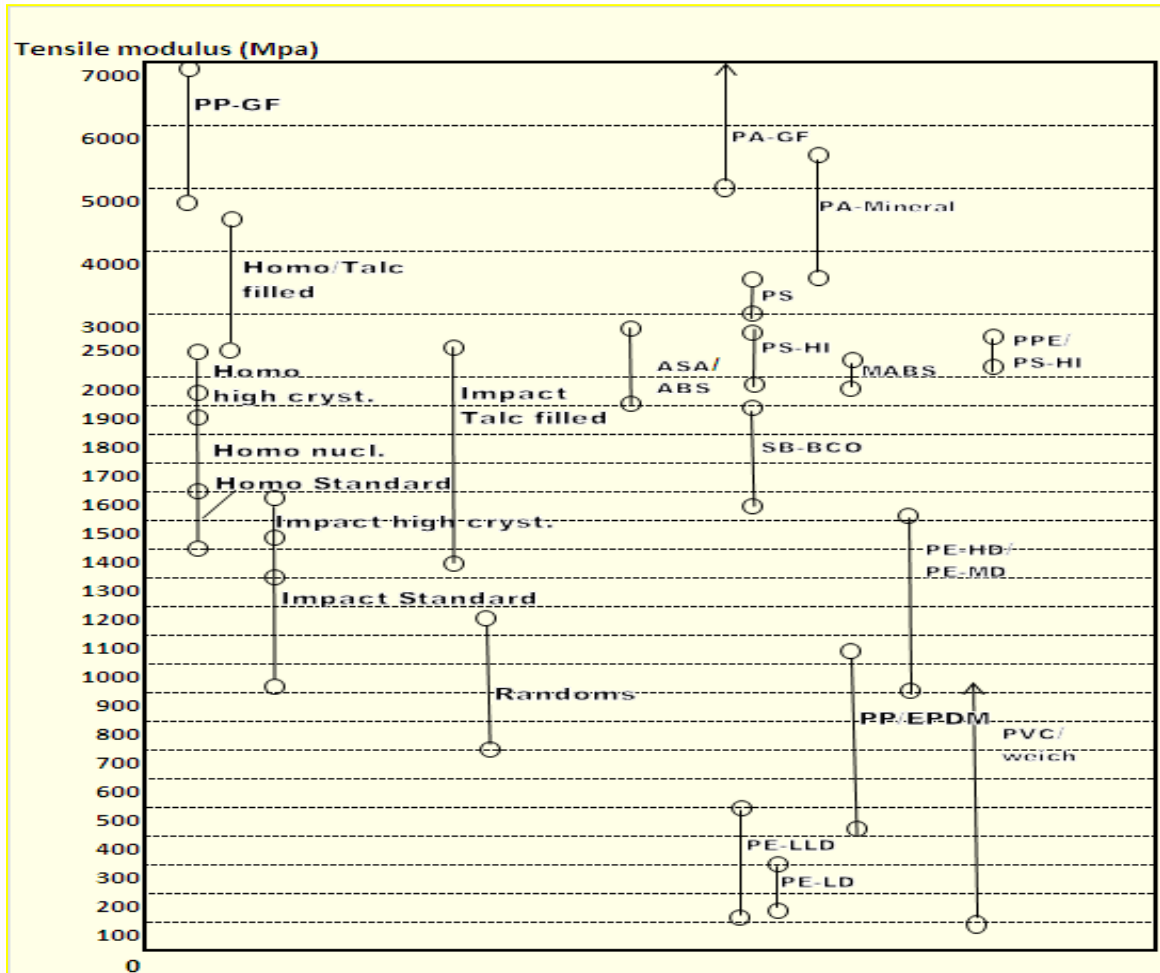 Tensile modulus (Mpa)
7000
PP-GF
6000
PA-GF
5000
PA-Mineral
4000
Homo/Talc
filled
PS
3000
2500
PS-HI
PPE/
PS-HI
ASA/
ABS
MABS
Homo
high cryst.
2000
Impact
Talc filled
1900
1800
Homo nucl.
SB-BCO
1700
Homo Standard
1600
Impact high cryst.
1500
PE-HD/
PE-MD
1400
1300
Impact Standard
1200
1100
1000
Randoms
900
PP/EPDM
800
PVC/
weich
700
600
500
400
PE-LLD
300
PE-LD
200
100
0